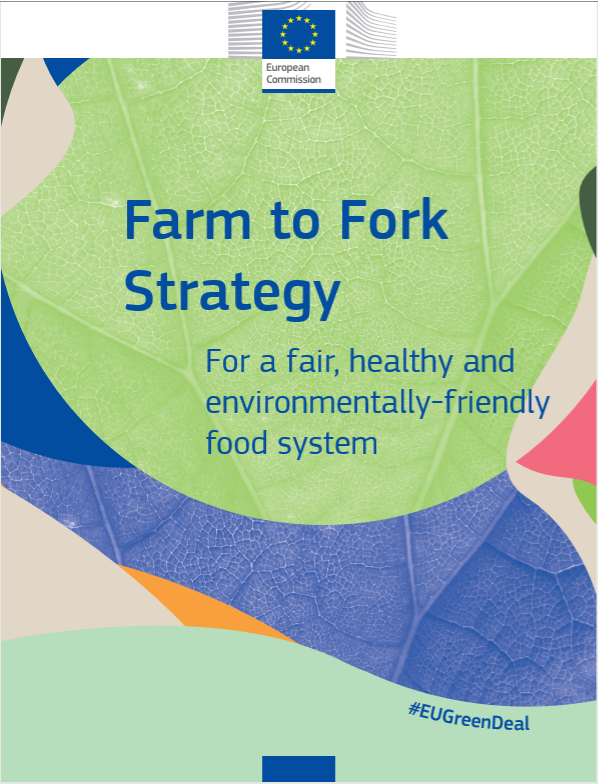 European
Commission
Farm to Fork
Strategy
For a fair, healthy and
environmentally-friendly
food system
#EUGreenDeal